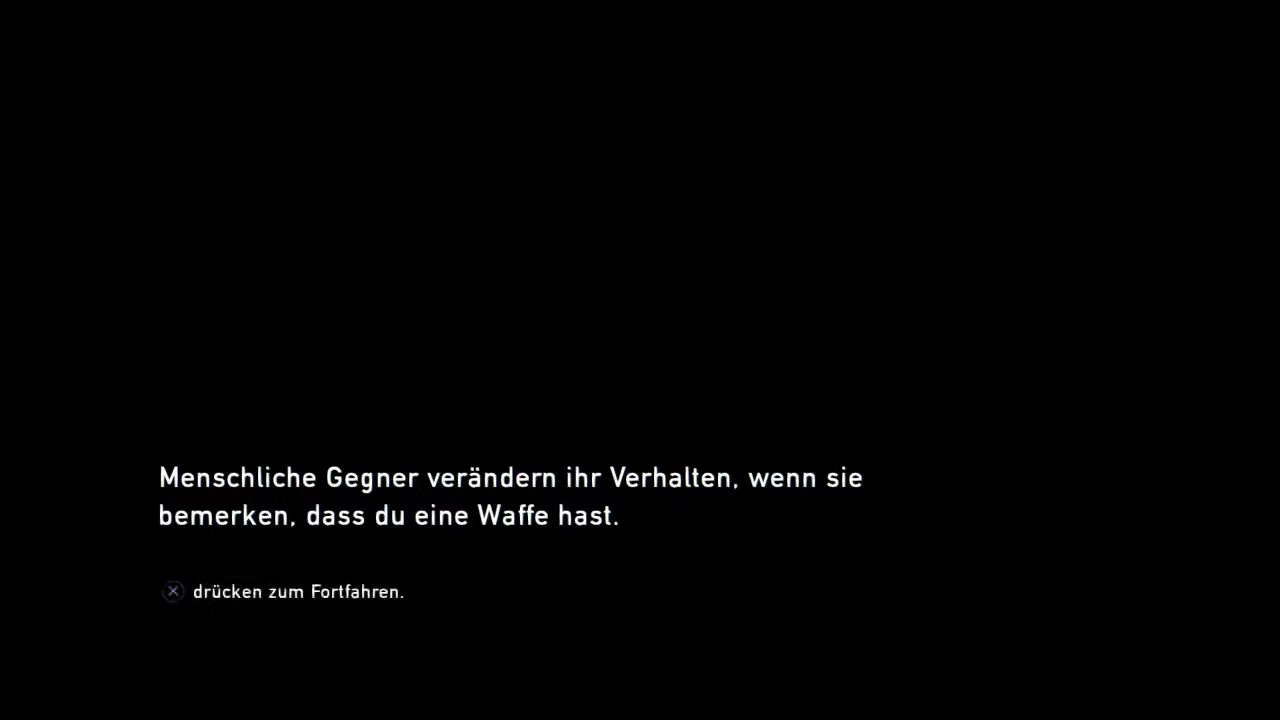 Menschliche Gegner verändern ihr Verhalten, wenn sie
bemerken, dass du eine Waffe hast.
drücken zum Fortfahren.